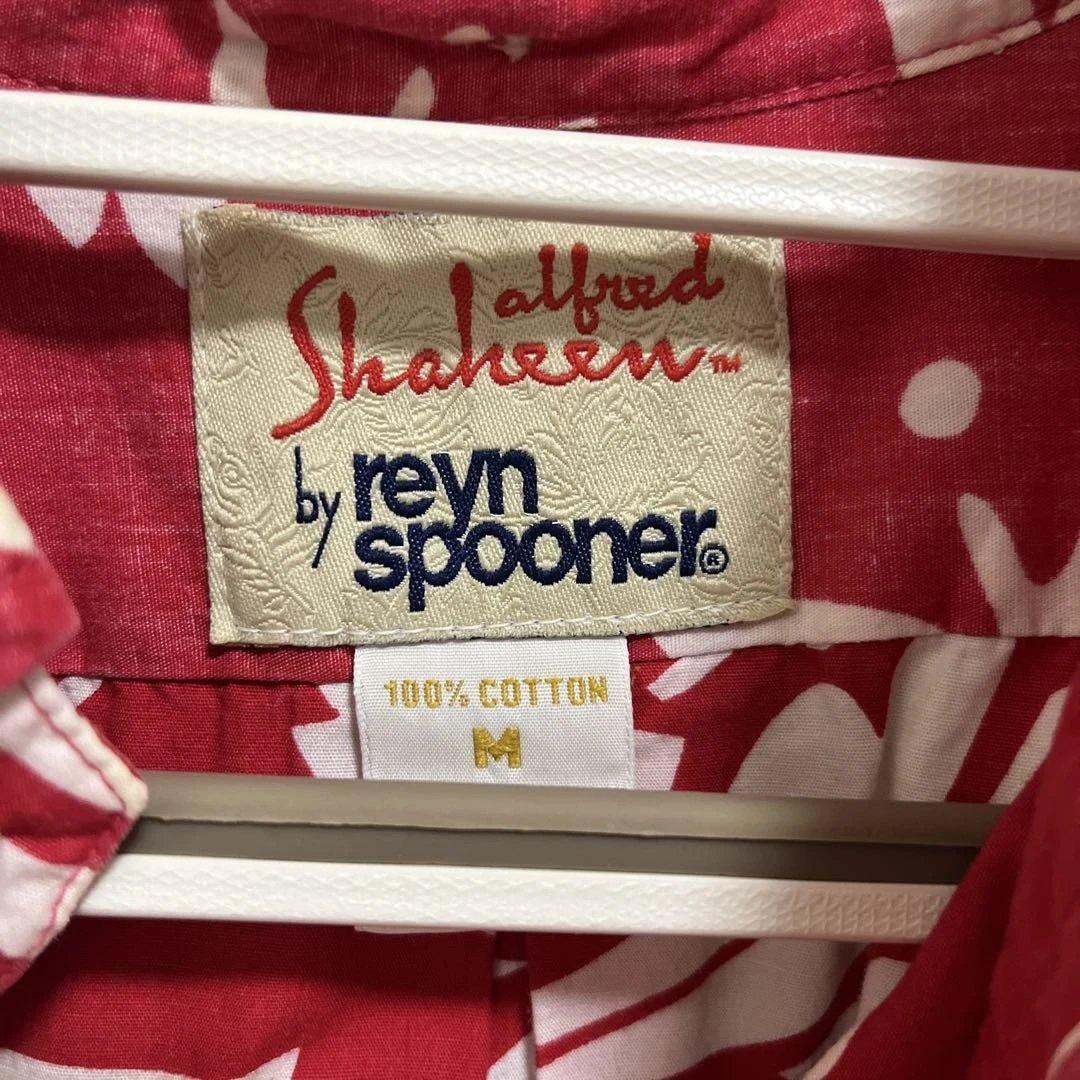 alfred
Shaheen™
by reyn
spooner®
100% COTTON
M